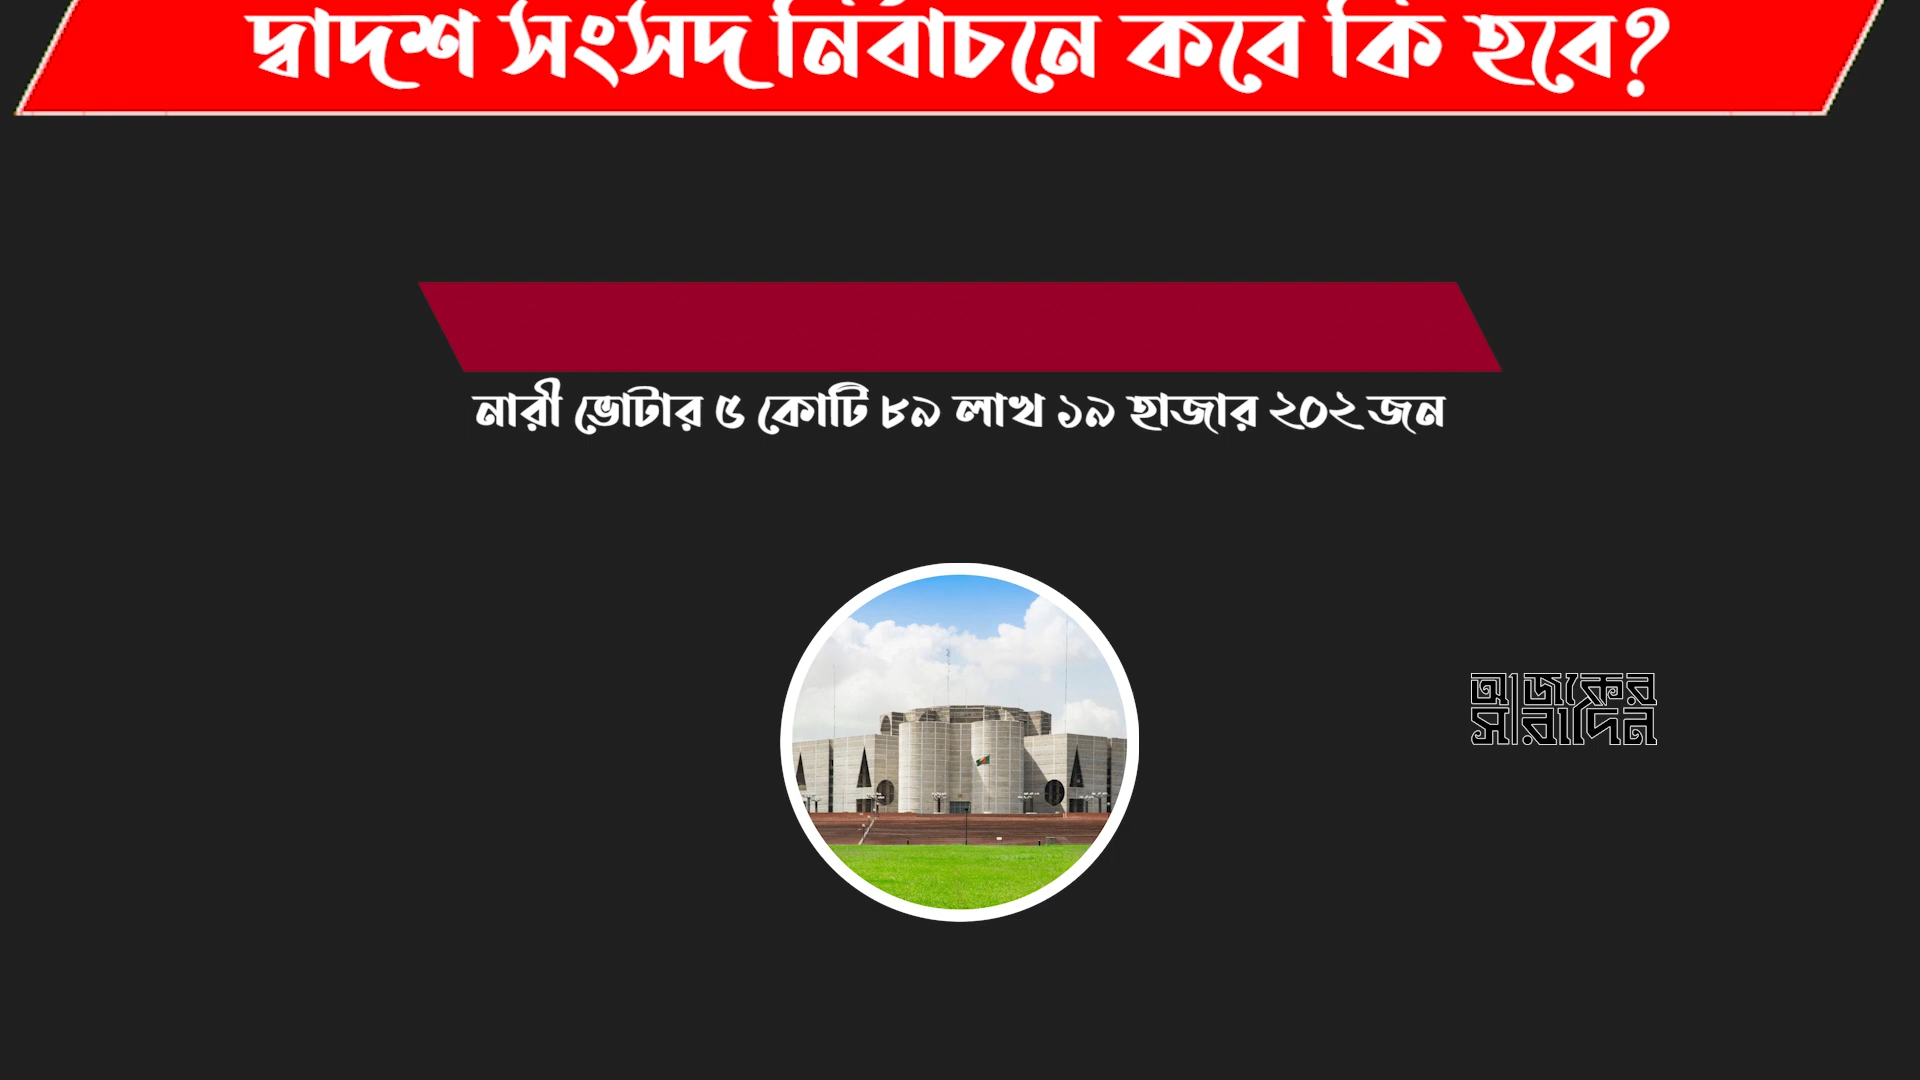 দ্বাদশ সংসদ নির্বাচনে কবে কি হবে?
নারী ভোটার ৫ কোটি ৮৯ লাখ ১৯ হাজার ২০২ জন
আজকের
সারাদিন